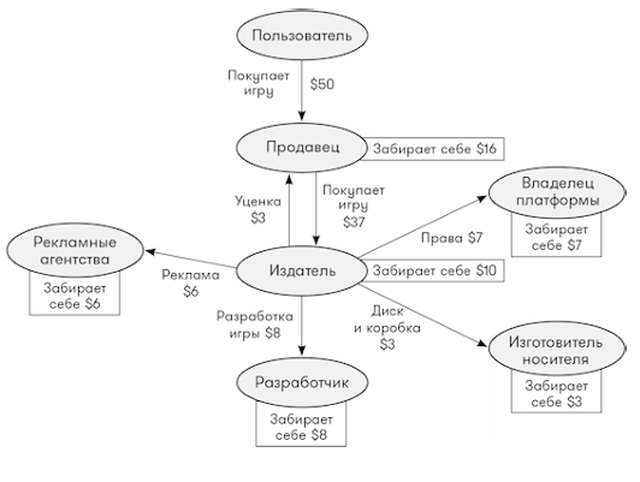 Пользователь
Покупает
игру
$50
Продавец
Забирает себе $16
Уценка
$3
Покупает
игру
$37
Владелец
платформы
Забирает
себе $7
Права $7
Рекламные
агентства
Забирает
себе $6
Реклама
$6
Издатель
Забирает себе $10
Разработка
игры $8
Диск
и коробка
$3
Изготовитель
носителя
Забирает
себе $3
Разработчик
Забирает
себе $8